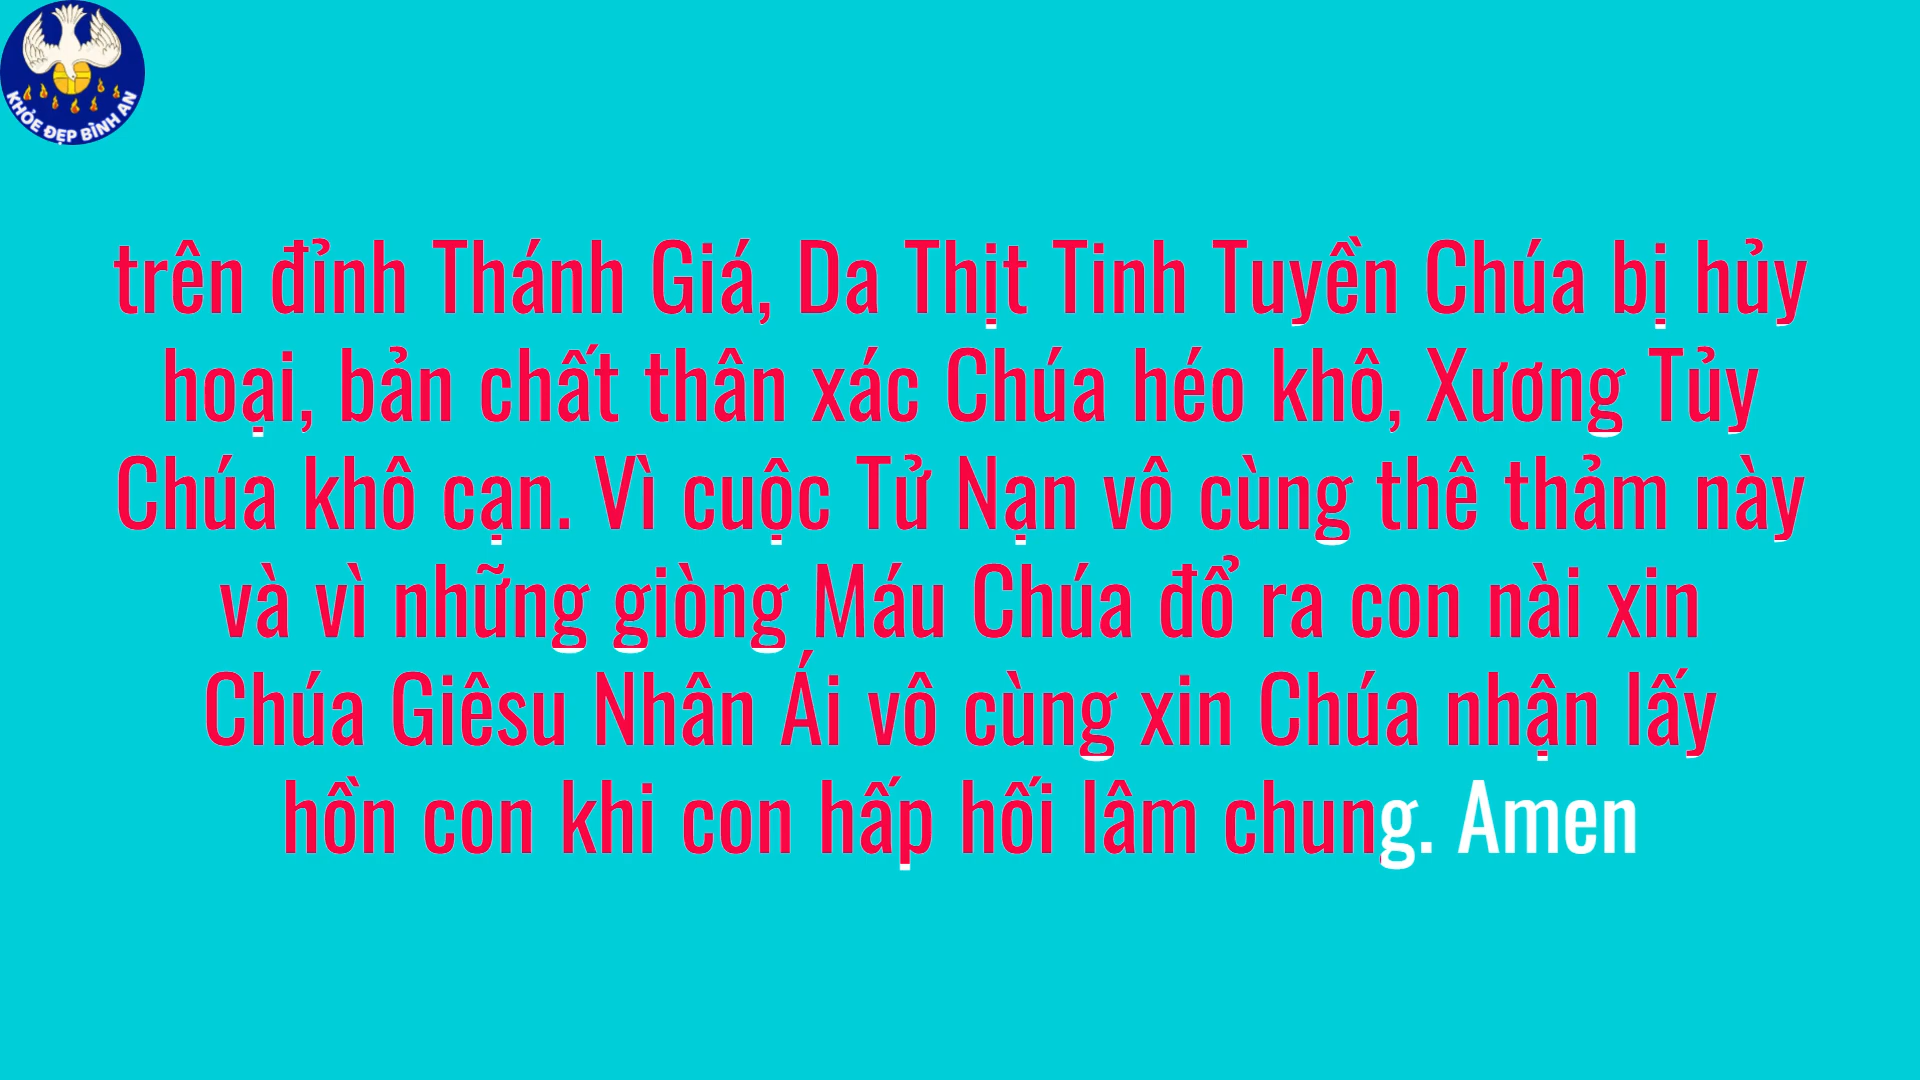 KHỎE ĐẸP BÌNH AN
trên đỉnh Thánh Giá, Da Thịt Tinh Tuyền Chúa bị hủy
hoại, bản chất thân xác Chúa héo khô, Xương Tủy
Chúa khô cạn. Vì cuộc Tử Nạn vô cùng thê thảm này
và vì những giòng Máu Chúa đổ ra con nài xin
Chúa Giêsu Nhân Ái vô cùng xin Chúa nhận lấy
hồn con khi con hấp hối lâm chung. Amen